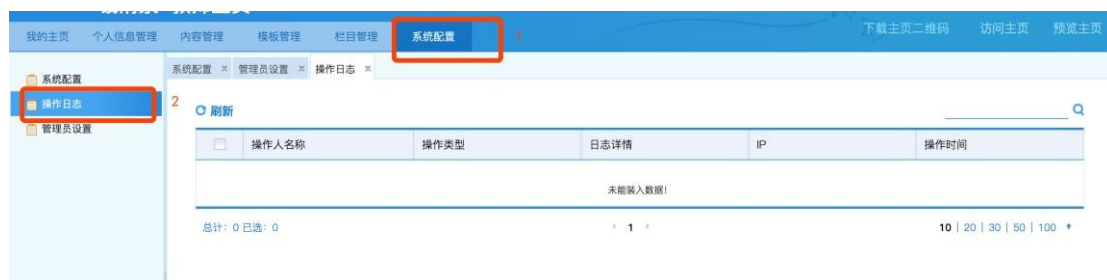 我的主页 个人信息管理 内容管理 模板管理 栏目管理 系统配置 1 下载主页二维码 访问主页 预览主页
系统配置 × 管理员设置 × 操作日志 ×
系统配置
操作日志 2
管理员设置
刷新
操作人名称 操作类型 日志详情 IP 操作时间
未能装入数据!
总计: 0 已选: 0 1 10 | 20 | 30 | 50 | 100